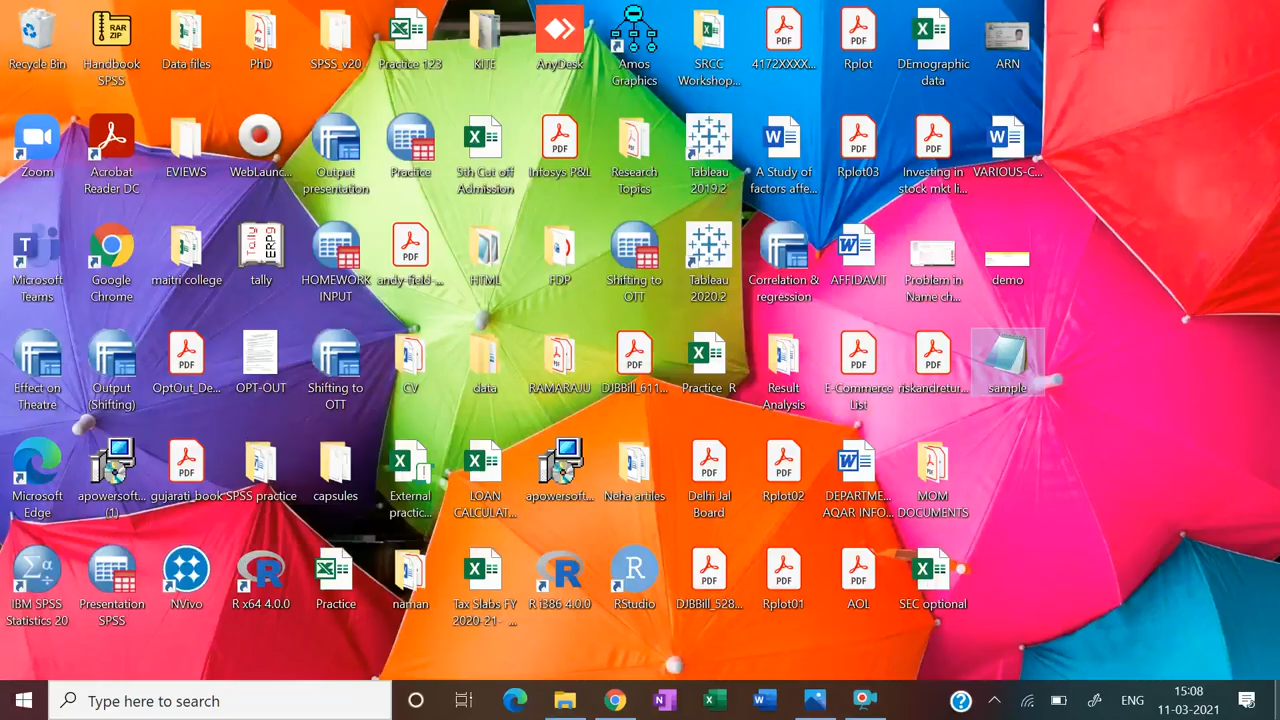 Recycle Bin
Handbook
SPSS
Data files
PhD
SPSS_v20
Practice 123
KITE
AnyDesk
Amos
Graphics
SRCC
Workshop...
4172XXXX...
Rplot
DEmographic
data
ARN
Zoom
Acrobat
Reader DC
EVIEWS
WebLaunc...
Output
presentation
Practice
5th Cut off
Admission
Infosys P&L
Research
Topics
Tableau
2019.2
A Study of
factors affe...
Rplot03
Investing in
stock mkt li...
VARIOUS-C...
Microsoft
Teams
Google
Chrome
maitri college
tally
HOMEWORK
INPUT
andy-field-...
HTML
FDP
Shifting to
OTT
Tableau
2020.2
Correlation &
regression
AFFIDAVIT
Problem in
Name ch...
demo
Effect on
Theatre
Output
(Shifting)
OptOut_De...
OPT-OUT
Shifting to
OTT
CV
data
RAMARAJU
DJBBill_611...
Practice R
Result
Analysis
E-Commerce
List
riskandretur...
sample
Microsoft
Edge
apowersoft...
(1)
gujarati_book
SPSS practice
capsules
External
practic...
LOAN
CALCULAT...
apowersoft...
Neha artiles
Delhi Jal
Board
Rplot02
DEPARTME...
AQAR INFO...
MOM
DOCUMENTS
IBM SPSS
Statistics 20
Presentation
SPSS
NVivo
R x64 4.0.0
Practice
naman
Tax Slabs FY
2020-21- ...
R i386 4.0.0
RStudio
DJBBill_528...
Rplot01
AOL
SEC optional
Type here to search
ENG
15:08
11-03-2021